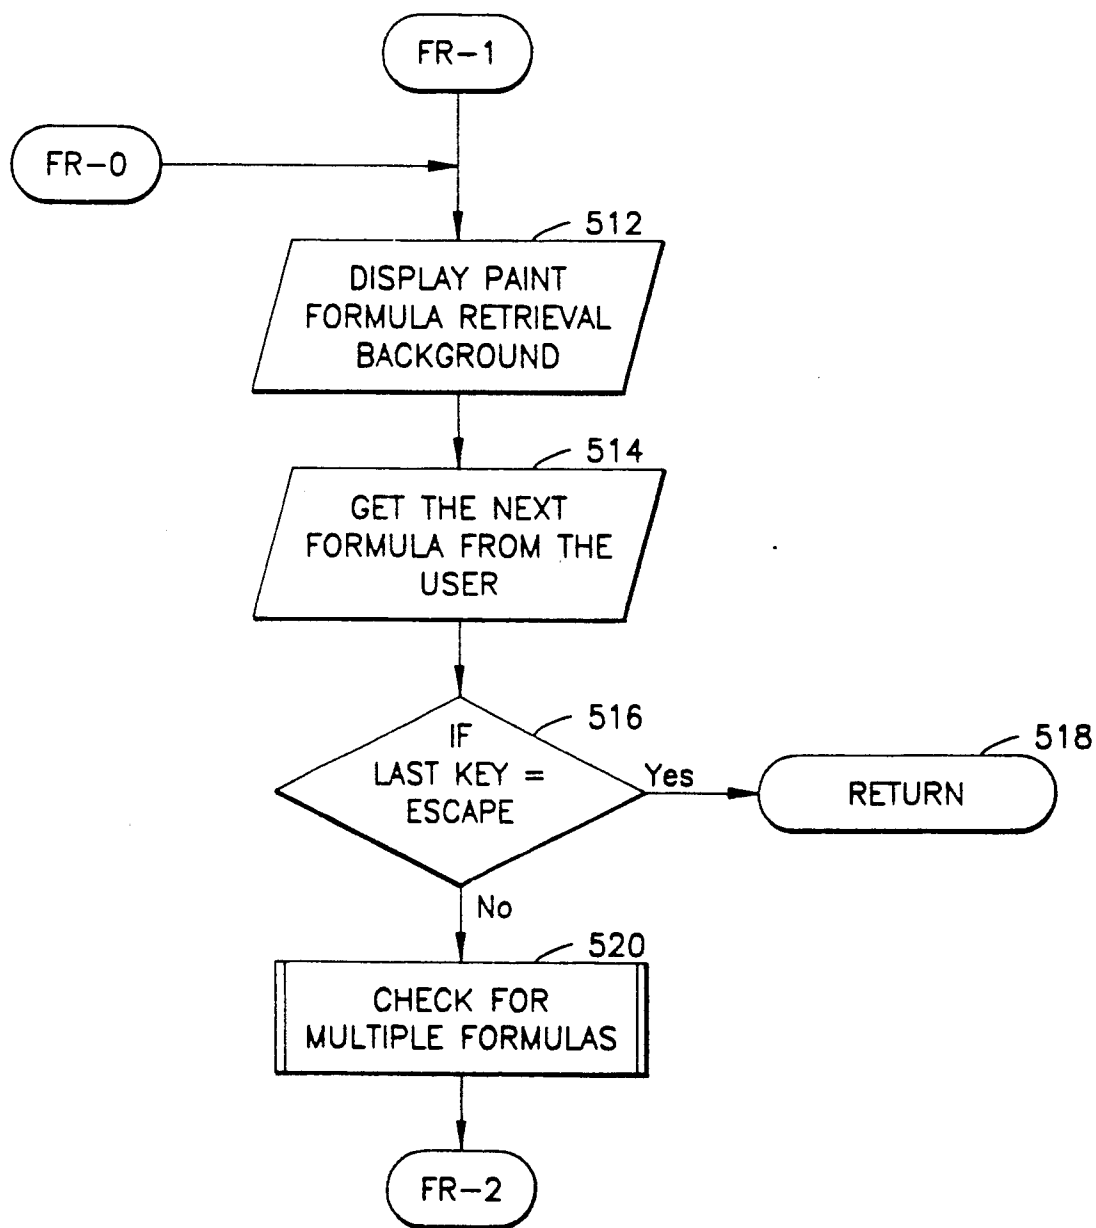 FR-1
FR-0
512
DISPLAY PAINT
FORMULA RETRIEVAL
BACKGROUND
514
GET THE NEXT
FORMULA FROM THE
USER
516
IF
LAST KEY =
ESCAPE
Yes
518
RETURN
No
520
CHECK FOR
MULTIPLE FORMULAS
FR-2